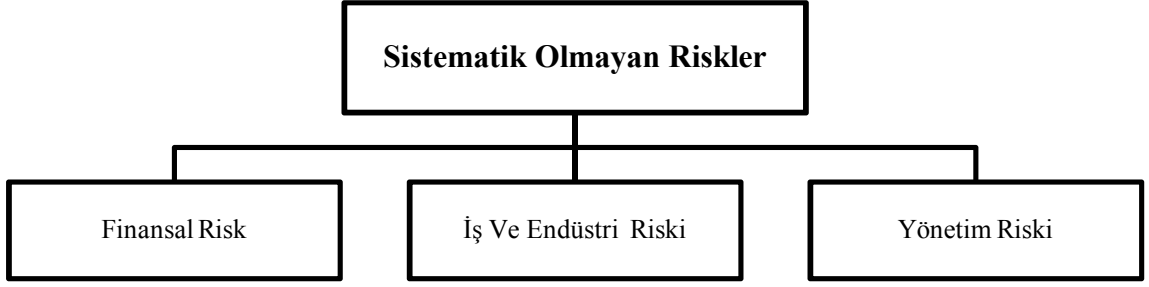 Sistematik Olmayan Riskler
Finansal Risk
İş Ve Endüstri Riski
Yönetim Riski